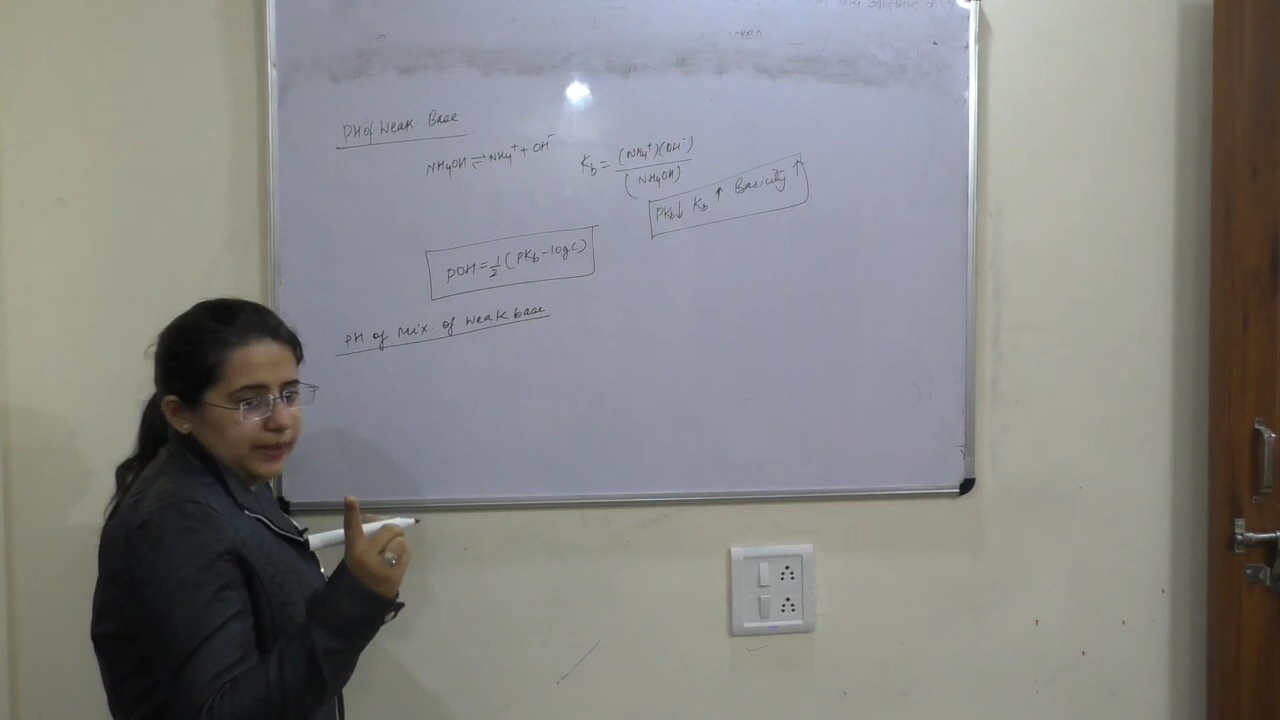 PH of Weak. Base
NH4OH ⇌ NH4+ + OH-
Kb = (NH4+)(OH-) / (NH4OH)
PKb↓ Kb ↑ Basicity ↑
POH = 1/2 (PKb - log C)
PH of Mix. of Weak base